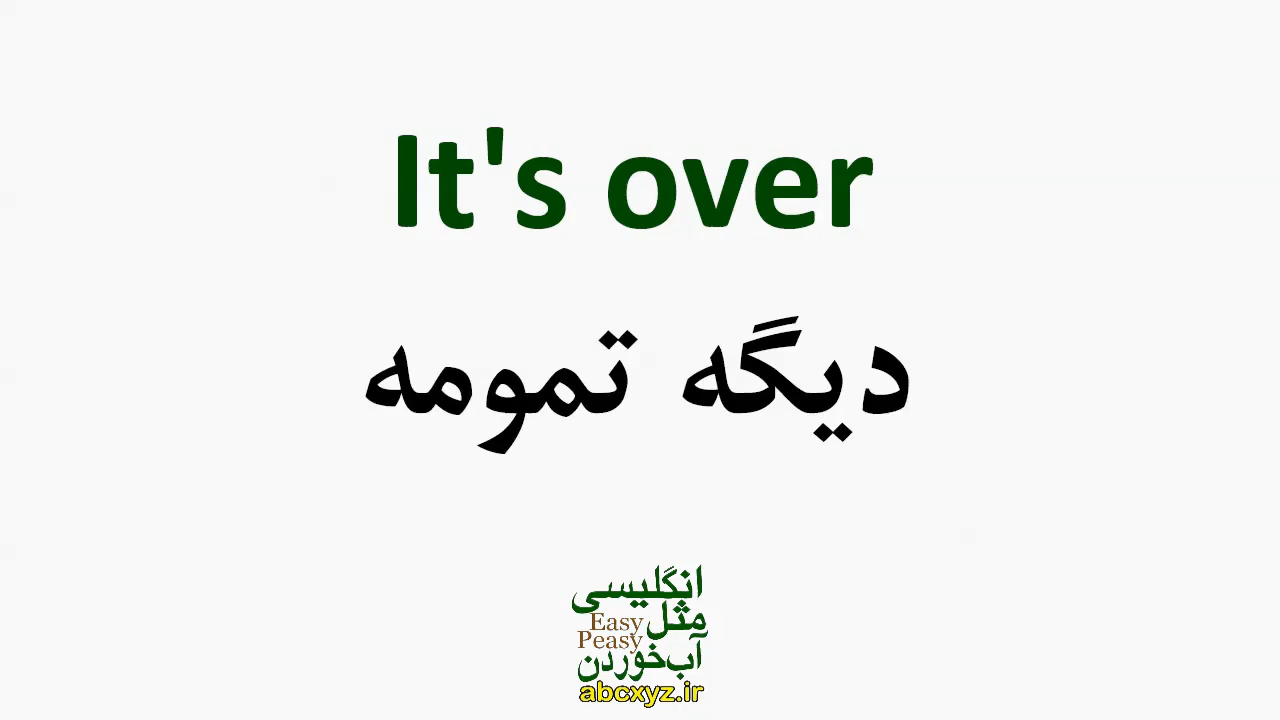 It's over
دیگه تمومه
انگلیسی
مثل Easy
Peasy
آب‌خوردن
abcxyz.ir